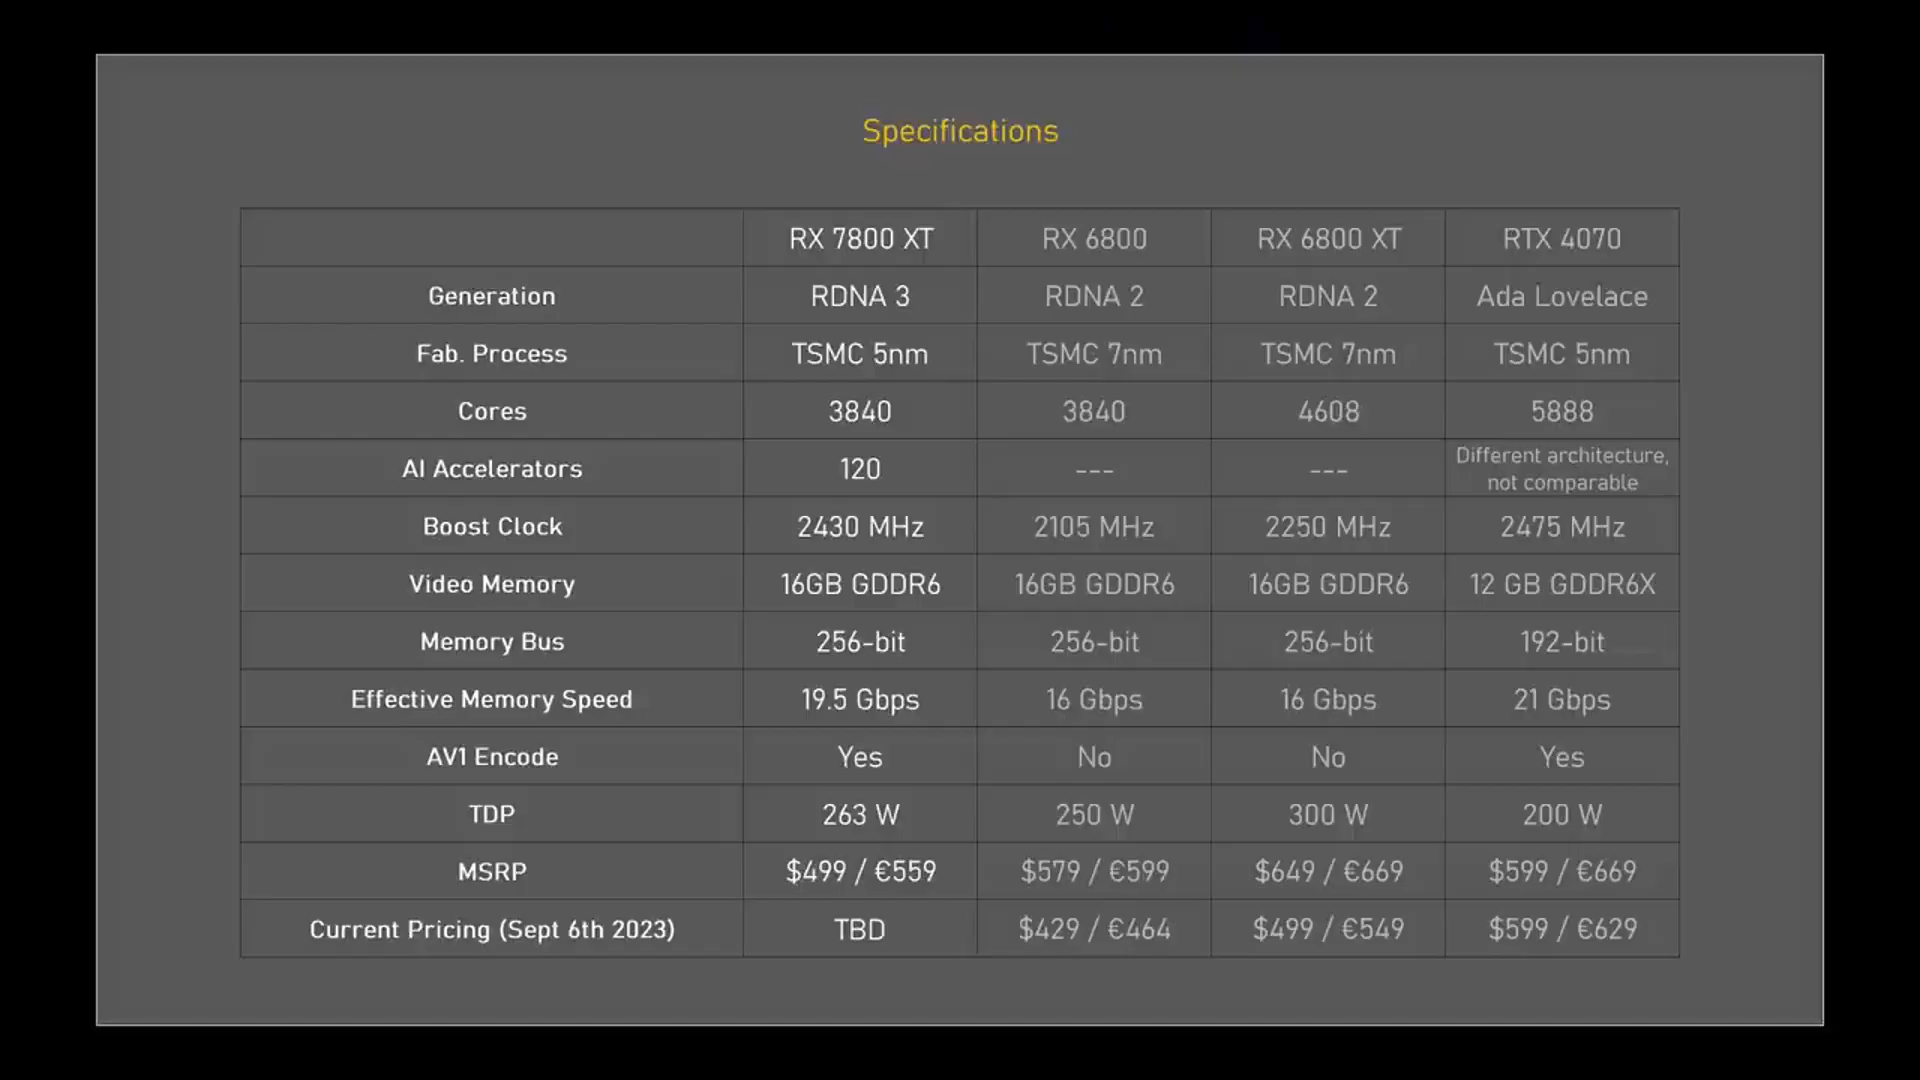 Specifications
RX 7800 XT RX 6800 RX 6800 XT RTX 4070
Generation RDNA 3 RDNA 2 RDNA 2 Ada Lovelace
Fab. Process TSMC 5nm TSMC 7nm TSMC 7nm TSMC 5nm
Cores 3840 3840 4608 5888
AI Accelerators 120 --- --- Different architecture,
not comparable
Boost Clock 2430 MHz 2105 MHz 2250 MHz 2475 MHz
Video Memory 16GB GDDR6 16GB GDDR6 16GB GDDR6 12 GB GDDR6X
Memory Bus 256-bit 256-bit 256-bit 192-bit
Effective Memory Speed 19.5 Gbps 16 Gbps 16 Gbps 21 Gbps
AV1 Encode Yes No No Yes
TDP 263 W 250 W 300 W 200 W
MSRP $499 / €559 $579 / €599 $649 / €669 $599 / €669
Current Pricing (Sept 6th 2023) TBD $429 / €464 $499 / €549 $599 / €629